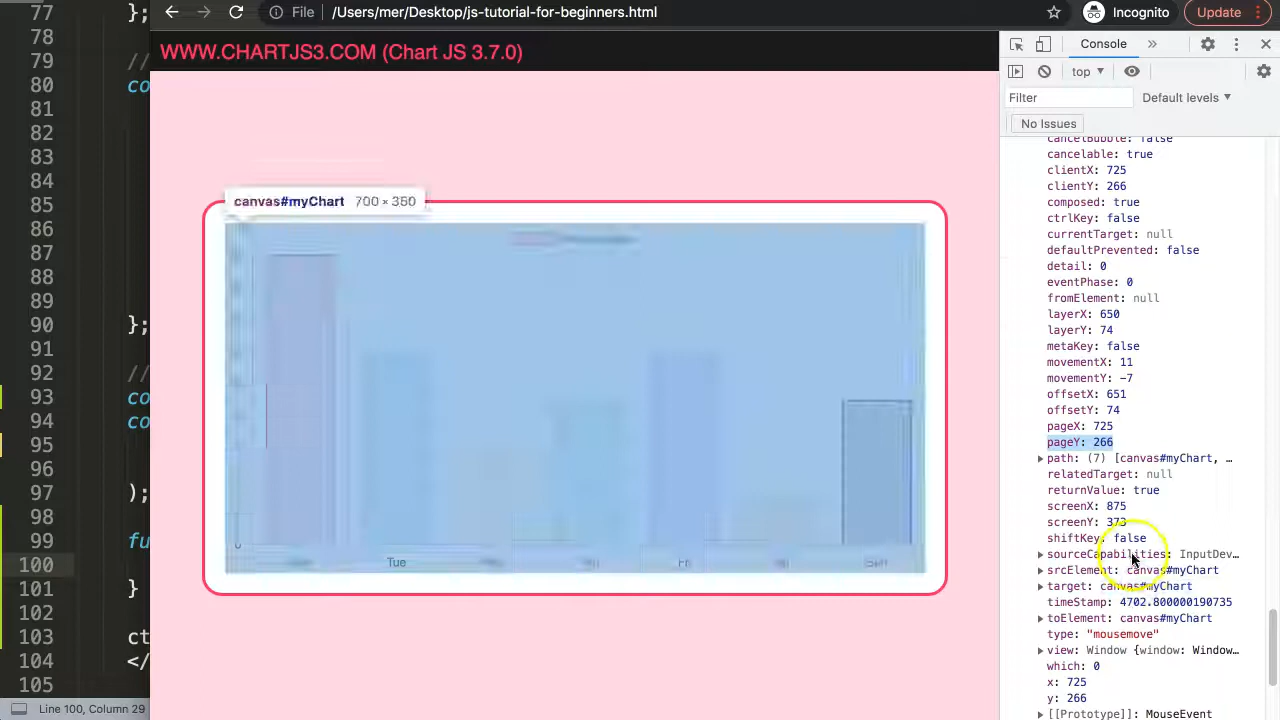 77 };
78
79 //
80 co
81
82
83
84
85
86
87
88
89
90 };
91
92 //
93 co
94 co
95
96
97 );
98
99 fu
100
101 }
102
103 ct
104 </
105
Line 100, Column 29
File /Users/mer/Desktop/js-tutorial-for-beginners.html
Incognito
Update
WWW.CHARTJS3.COM (Chart JS 3.7.0)
canvas#myChart 700 × 350
0
Tue
Fri
Sun
Console »
top
Filter
Default levels
No Issues
cancelBubble: false
cancelable: true
clientX: 725
clientY: 266
composed: true
ctrlKey: false
currentTarget: null
defaultPrevented: false
detail: 0
eventPhase: 0
fromElement: null
layerX: 650
layerY: 74
metaKey: false
movementX: 11
movementY: -7
offsetX: 651
offsetY: 74
pageX: 725
pageY: 266
path: (7) [canvas#myChart, …
relatedTarget: null
returnValue: true
screenX: 875
screenY: 373
shiftKey: false
sourceCapabilities: InputDev…
srcElement: canvas#myChart
target: canvas#myChart
timeStamp: 4702.800000190735
toElement: canvas#myChart
type: "mousemove"
view: Window {window: Window…
which: 0
x: 725
y: 266
[[Prototype]]: MouseEvent